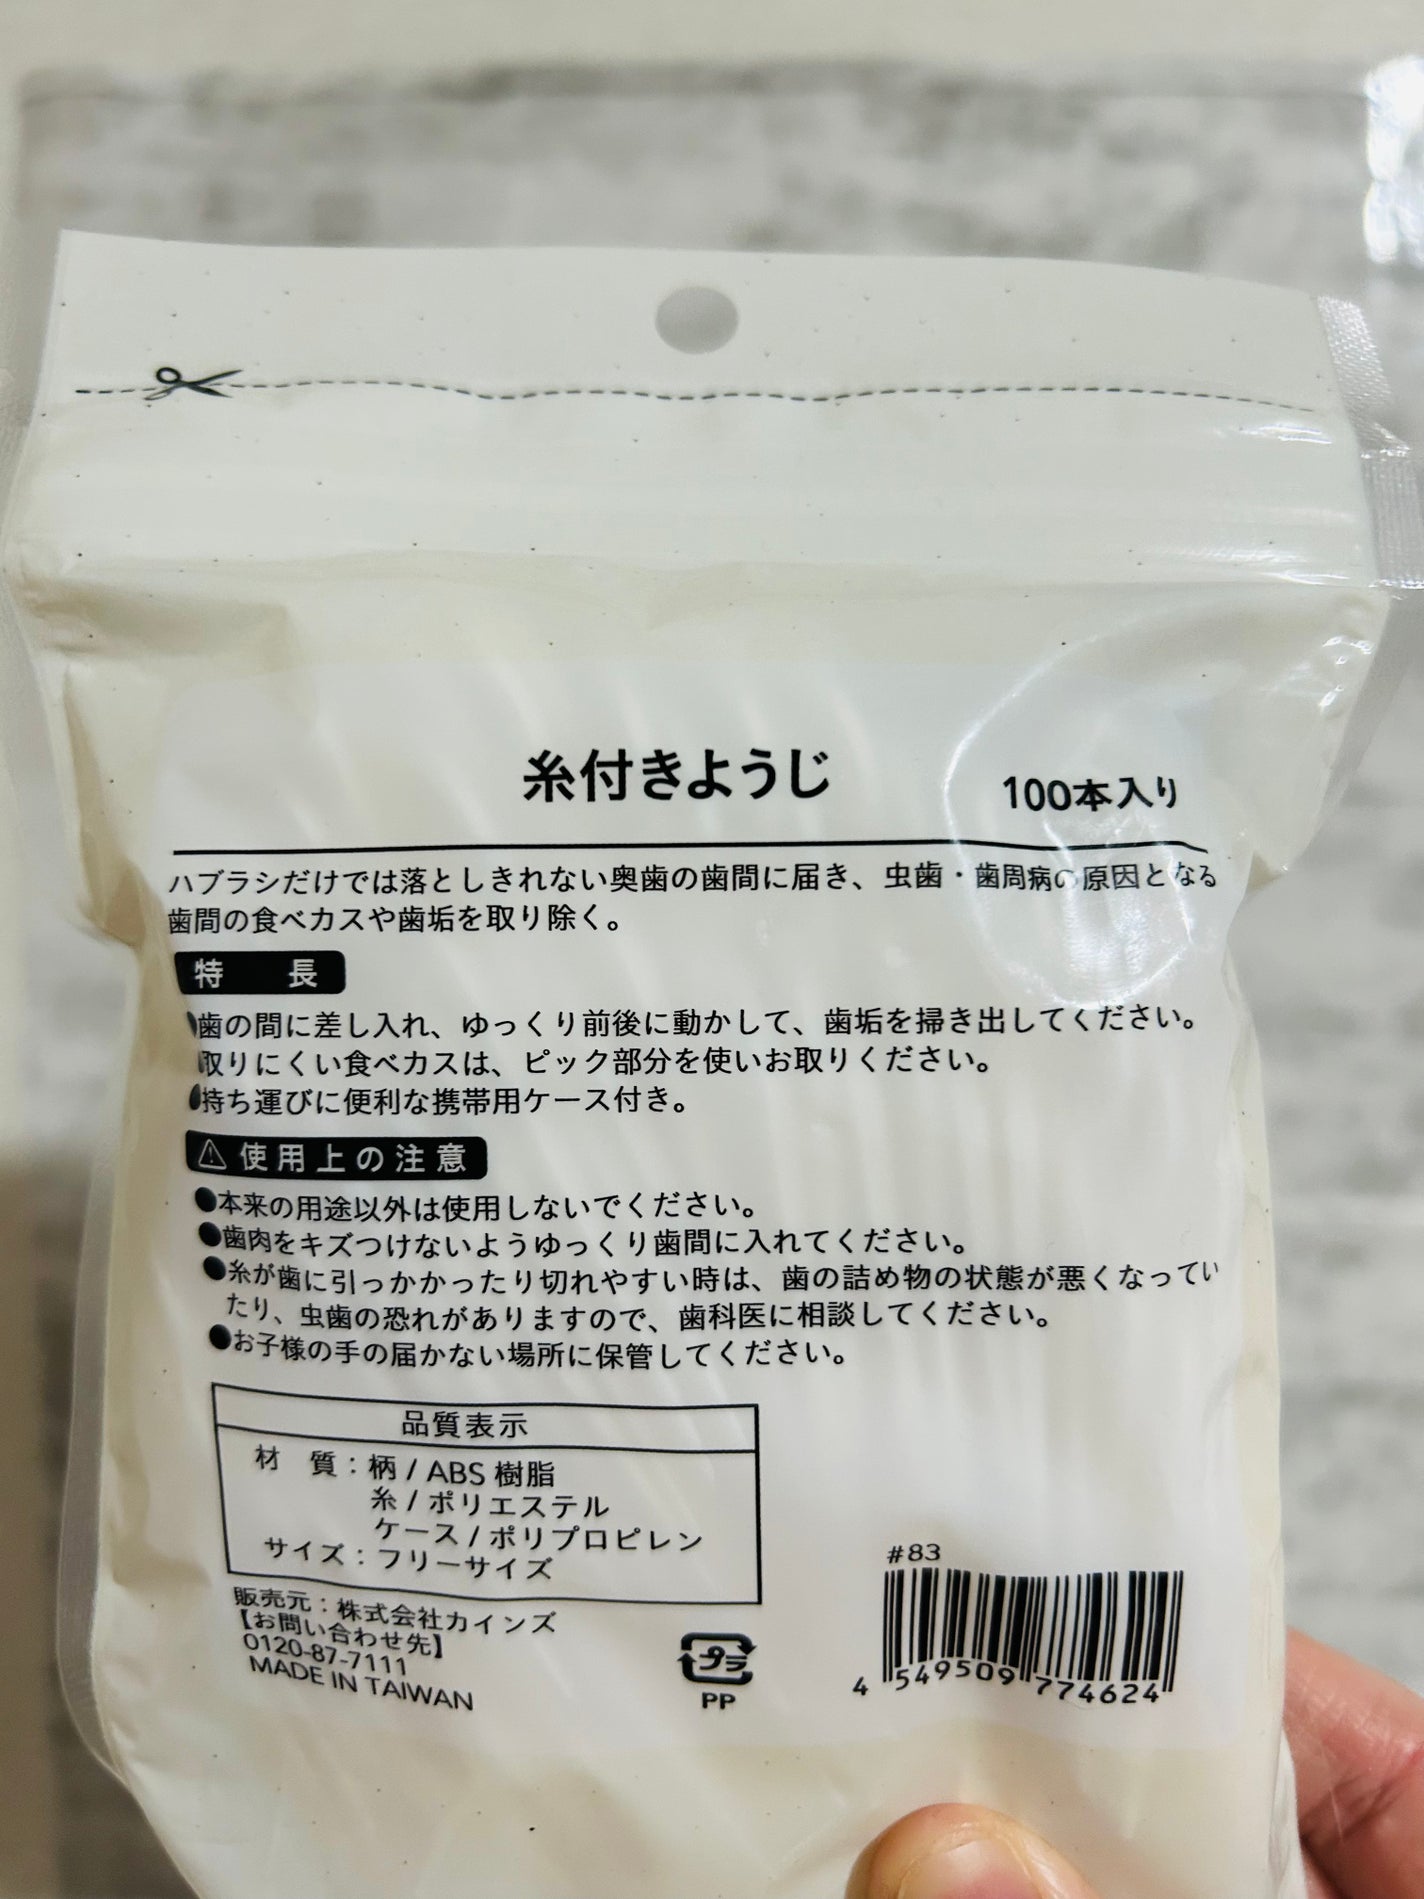 糸付きようじ
100本入り
ハブラシだけでは落としきれない奥歯の歯間に届き、虫歯・歯周病の原因となる
歯間の食べカスや歯垢を取り除く。
特 長
●歯の間に差し入れ、ゆっくり前後に動かして、歯垢を掃き出してください。
取りにくい食べカスは、ピック部分を使いお取りください。
●持ち運びに便利な携帯用ケース付き。
⚠使用上の注意
●本来の用途以外は使用しないでください。
●歯肉をキズつけないようゆっくり歯間に入れてください。
●糸が歯に引っかかったり切れやすい時は、歯の詰め物の状態が悪くなってい
たり、虫歯の恐れがありますので、歯科医に相談してください。
●お子様の手の届かない場所に保管してください。
品質表示
材 質：柄 / ABS 樹脂
糸 / ポリエステル
ケース / ポリプロピレン
サイズ：フリーサイズ
販売元：株式会社カインズ
【お問い合わせ先】
0120-87-7111
MADE IN TAIWAN
プラ
PP
#83
4 549509 774624